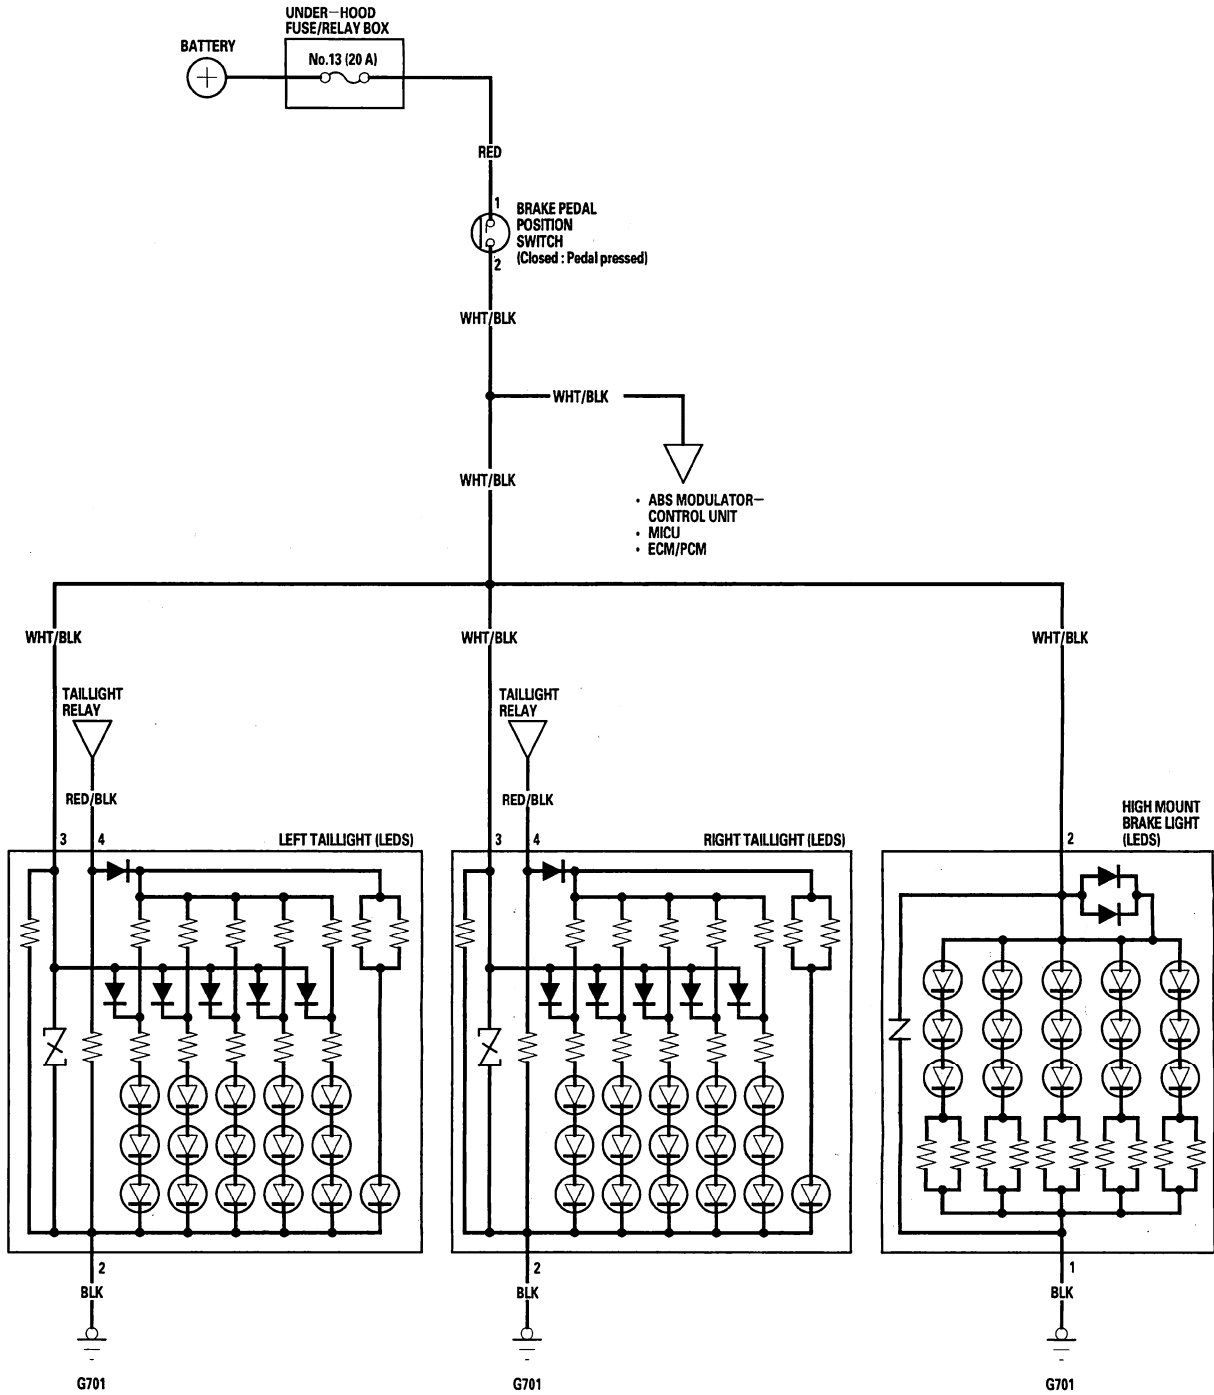 UNDER-HOOD
FUSE/RELAY BOX
BATTERY
No.13 (20 A)
RED
1
BRAKE PEDAL
POSITION
SWITCH
(Closed : Pedal pressed)
2
WHT/BLK
WHT/BLK
WHT/BLK
• ABS MODULATOR-
CONTROL UNIT
• MICU
• ECM/PCM
WHT/BLK
WHT/BLK
WHT/BLK
TAILLIGHT
RELAY
TAILLIGHT
RELAY
RED/BLK
RED/BLK
HIGH MOUNT
BRAKE LIGHT
(LEDS)
3
4
LEFT TAILLIGHT (LEDS)
3
4
RIGHT TAILLIGHT (LEDS)
2
2
2
1
BLK
BLK
BLK
G701
G701
G701